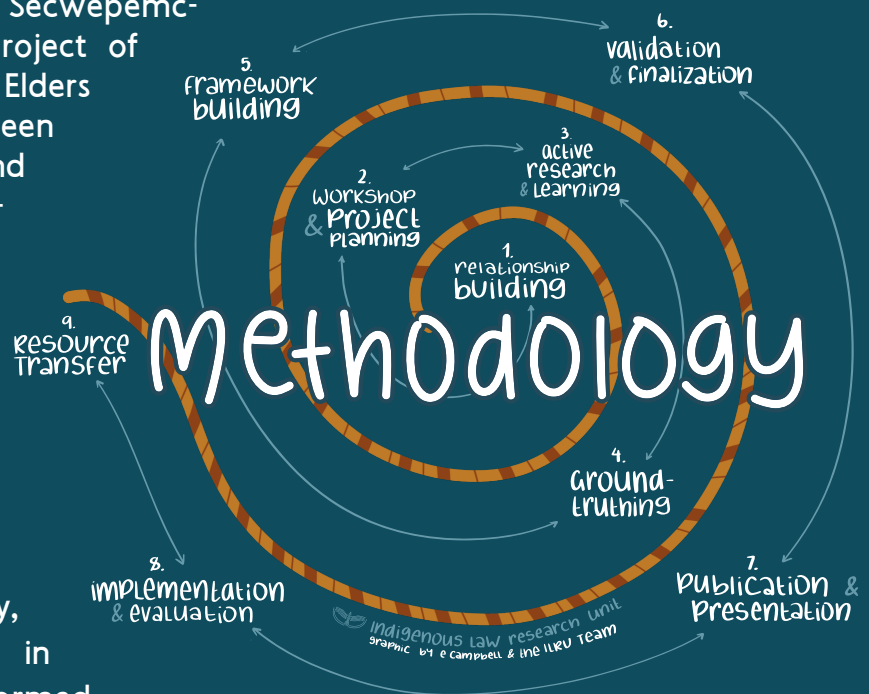 Secwepemc-
roject of
Elders
een
nd
5.
framework
building
6.
validation
& finalization
2.
workshop
& project
planning
3.
active
research
& learning
1.
relationship
building
Methodology
9.
Resource
Transfer
4.
Ground-
truthing
8.
implementation
& evaluation
7.
Publication &
Presentation
Indigenous Law Research Unit
graphic by e Campbell & the ILRU Team
y,
in
ormed